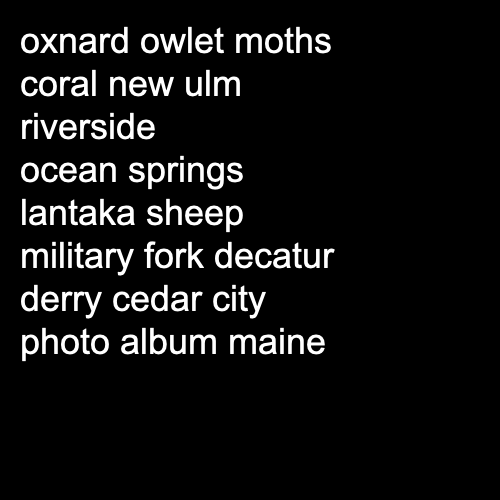 oxnard owlet moths
coral new ulm
riverside
ocean springs
lantaka sheep
military fork decatur
derry cedar city
photo album maine